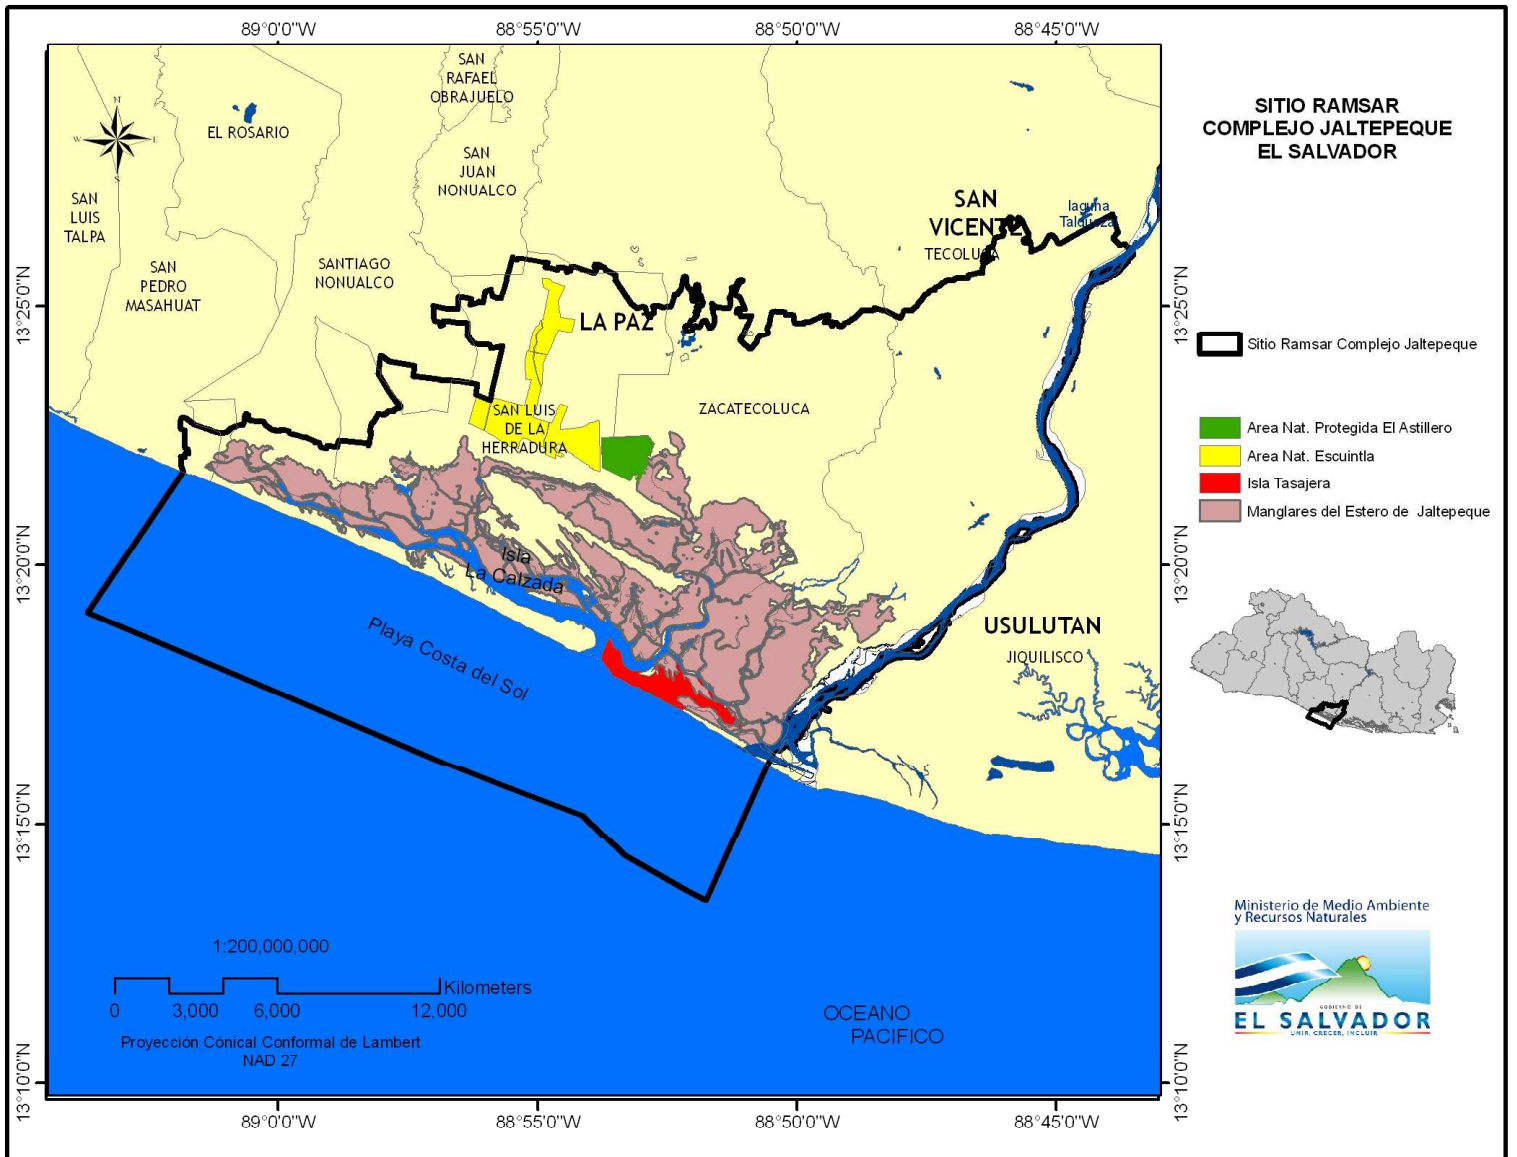 89°0'0"W
88°55'0"W
88°50'0"W
88°45'0"W
SITIO RAMSAR
COMPLEJO JALTEPEQUE
EL SALVADOR
N
W
E
S
SAN
RAFAEL
OBRAJUELO
EL ROSARIO
SAN
JUAN
NONUALCO
SAN
LUIS
TALPA
SAN
VICENTE
TECOLUCA
laguna
SAN
PEDRO
MASAHUAT
SANTIAGO
NONUALCO
LA PAZ
13°25'0"N
13°25'0"N
Sitio Ramsar Complejo Jaltepeque
ZACATECOLUCA
SAN LUIS
DE LA
HERRADURA
Area Nat. Protegida El Astillero
Area Nat. Escuintla
Isla Tasajera
Manglares del Estero de Jaltepeque
Isla
La Calzada
13°20'0"N
13°20'0"N
Playa Costa del Sol
USULUTAN
JIQUILISCO
13°15'0"N
13°15'0"N
Ministerio de Medio Ambiente
y Recursos Naturales
GOBIERNO DE
EL SALVADOR
UNIR, CRECER, INCLUIR
1:200,000,000
Kilometers
0 3,000 6,000 12,000
Proyección Cónical Conformal de Lambert
NAD 27
OCEANO
PACIFICO
13°10'0"N
13°10'0"N
89°0'0"W
88°55'0"W
88°50'0"W
88°45'0"W